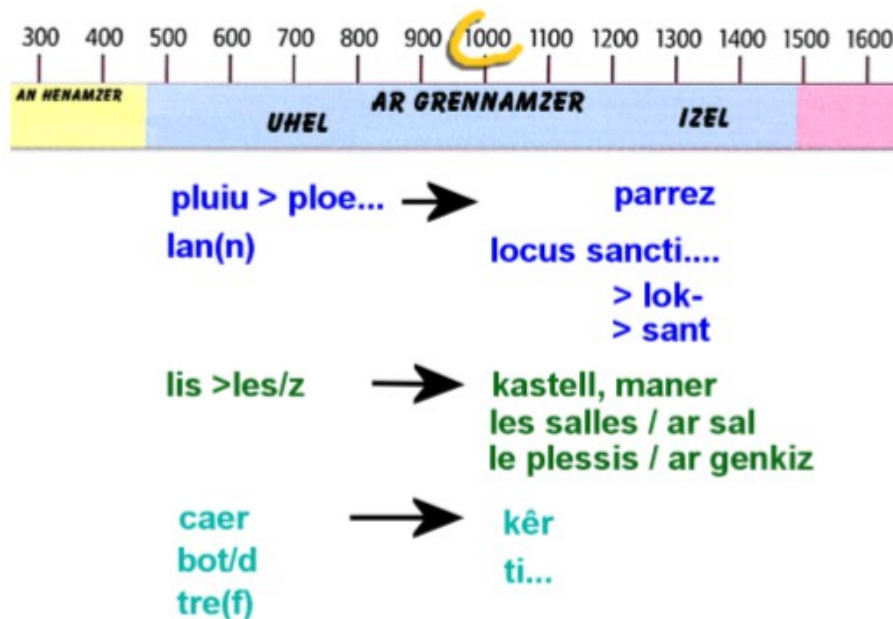 300 400 500 600 700 800 900 1000 1100 1200 1300 1400 1500 1600
AN HENAMZER
AR GRENNAMZER
UHEL
IZEL
pluiu > ploe...
parrez
lan(n)
locus sancti....
> lok-
> sant
lis >les/z
kastell, maner
les salles / ar sal
le plessis / ar genkiz
caer
kêr
bot/d
ti...
tre(f)